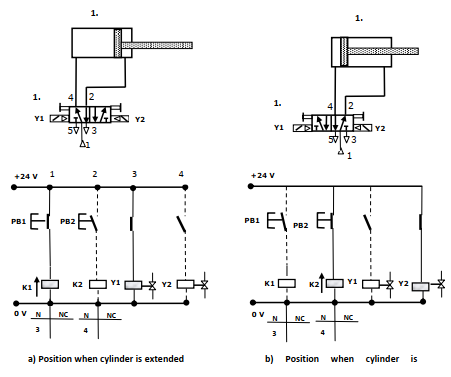 1.
4 2
1.
Y1 Y2
5 3
1
+24 V 1 2 3 4
PB1 PB2
K1 K2 Y1 Y2
0 V
N NC N NC
3 4
a) Position when cylinder is extended
1.
4 2
1.
Y1 Y2
5 3
1
+24 V
PB1 PB2
K1 K2 Y1 Y2
0 V
N NC N NC
3 4
b) Position when cylinder is